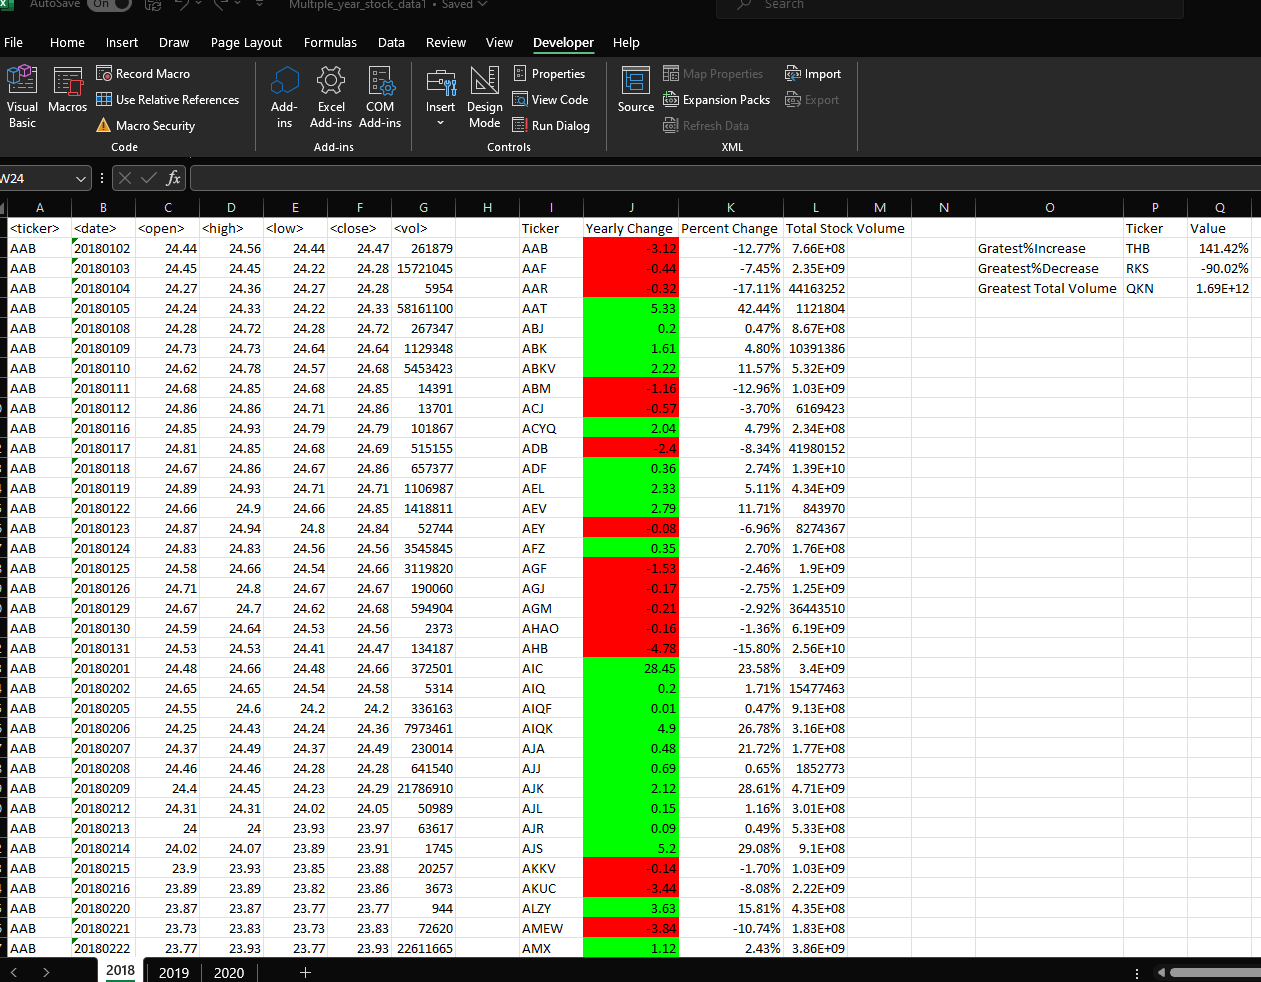 AutoSave On Multiple_year_stock_data1 • Saved Search
File Home Insert Draw Page Layout Formulas Data Review View Developer Help
Visual Basic
Macros
Record Macro
Use Relative References
Macro Security
Code
Add-ins
Excel Add-ins
COM Add-ins
Add-ins
Insert
Design Mode
Properties
View Code
Run Dialog
Controls
Source
Map Properties
Expansion Packs
Refresh Data
Import
Export
XML
W24 fx
A B C D E F G H I J K L M N O P Q
<ticker> <date> <open> <high> <low> <close> <vol> Ticker Yearly Change Percent Change Total Stock Volume Ticker Value
AAB 20180102 24.44 24.56 24.44 24.47 261879 AAB -3.12 -12.77% 7.66E+08 Gratest%Increase THB 141.42%
AAB 20180103 24.45 24.45 24.22 24.28 15721045 AAF -0.44 -7.45% 2.35E+09 Greatest%Decrease RKS -90.02%
AAB 20180104 24.27 24.36 24.27 24.28 5954 AAR -0.32 -17.11% 44163252 Greatest Total Volume QKN 1.69E+12
AAB 20180105 24.24 24.33 24.22 24.33 58161100 AAT 5.33 42.44% 1121804
AAB 20180108 24.28 24.72 24.28 24.72 267347 ABJ 0.2 0.47% 8.67E+08
AAB 20180109 24.73 24.73 24.64 24.64 1129348 ABK 1.61 4.80% 10391386
AAB 20180110 24.62 24.78 24.57 24.68 5453423 ABKV 2.22 11.57% 5.32E+09
AAB 20180111 24.68 24.85 24.68 24.85 14391 ABM -1.16 -12.96% 1.03E+09
AAB 20180112 24.86 24.86 24.71 24.86 13701 ACJ -0.57 -3.70% 6169423
AAB 20180116 24.85 24.93 24.79 24.79 101867 ACYQ 2.04 4.79% 2.34E+08
AAB 20180117 24.81 24.85 24.68 24.69 515155 ADB -2.4 -8.34% 41980152
AAB 20180118 24.67 24.86 24.67 24.86 657377 ADF 0.36 2.74% 1.39E+10
AAB 20180119 24.89 24.93 24.71 24.71 1106987 AEL 2.33 5.11% 4.34E+09
AAB 20180122 24.66 24.9 24.66 24.85 1418811 AEV 2.79 11.71% 843970
AAB 20180123 24.87 24.94 24.8 24.84 52744 AEY -0.08 -6.96% 8274367
AAB 20180124 24.83 24.83 24.56 24.56 3545845 AFZ 0.35 2.70% 1.76E+08
AAB 20180125 24.58 24.66 24.54 24.66 3119820 AGF -1.53 -2.46% 1.9E+09
AAB 20180126 24.71 24.8 24.67 24.67 190060 AGJ -0.17 -2.75% 1.25E+09
AAB 20180129 24.67 24.7 24.62 24.68 594904 AGM -0.21 -2.92% 36443510
AAB 20180130 24.59 24.64 24.53 24.56 2373 AHAO -0.16 -1.36% 6.19E+09
AAB 20180131 24.53 24.53 24.41 24.47 134187 AHB -4.78 -15.80% 2.56E+10
AAB 20180201 24.48 24.66 24.48 24.66 372501 AIC 28.45 23.58% 3.4E+09
AAB 20180202 24.65 24.65 24.54 24.58 5314 AIQ 0.2 1.71% 15477463
AAB 20180205 24.55 24.6 24.2 24.2 336163 AIQF 0.01 0.47% 9.13E+08
AAB 20180206 24.25 24.43 24.24 24.36 7973461 AIQK 4.9 26.78% 3.16E+08
AAB 20180207 24.37 24.49 24.37 24.49 230014 AJA 0.48 21.72% 1.77E+08
AAB 20180208 24.46 24.46 24.28 24.28 641540 AJJ 0.69 0.65% 1852773
AAB 20180209 24.4 24.45 24.23 24.29 21786910 AJK 2.12 28.61% 4.71E+09
AAB 20180212 24.31 24.31 24.02 24.05 50989 AJL 0.15 1.16% 3.01E+08
AAB 20180213 24 24 23.93 23.97 63617 AJR 0.09 0.49% 5.33E+08
AAB 20180214 24.02 24.07 23.89 23.91 1745 AJS 5.2 29.08% 9.1E+08
AAB 20180215 23.9 23.93 23.85 23.88 20257 AKKV -0.14 -1.70% 1.03E+09
AAB 20180216 23.89 23.89 23.82 23.86 3673 AKUC -3.44 -8.08% 2.22E+09
AAB 20180220 23.87 23.87 23.77 23.77 944 ALZY 3.63 15.81% 4.35E+08
AAB 20180221 23.73 23.83 23.73 23.83 72620 AMEW -3.84 -10.74% 1.83E+08
AAB 20180222 23.77 23.93 23.77 23.93 22611665 AMX 1.12 2.43% 3.86E+09
2018 2019 2020 +